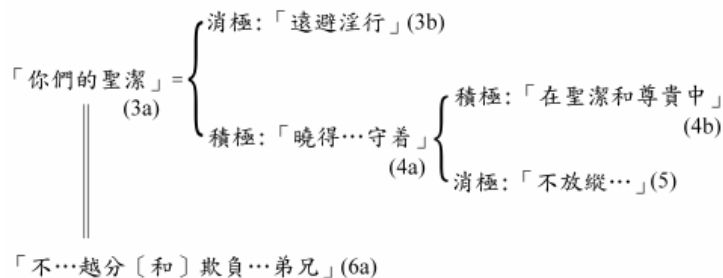 消極:「遠避淫行」(3b)
「你們的聖潔」=
(3a)
積極:「在聖潔和尊貴中」
(4b)
積極:「曉得…守着」
(4a)
消極:「不放縱…」(5)
「不…越分〔和〕欺負…弟兄」(6a)